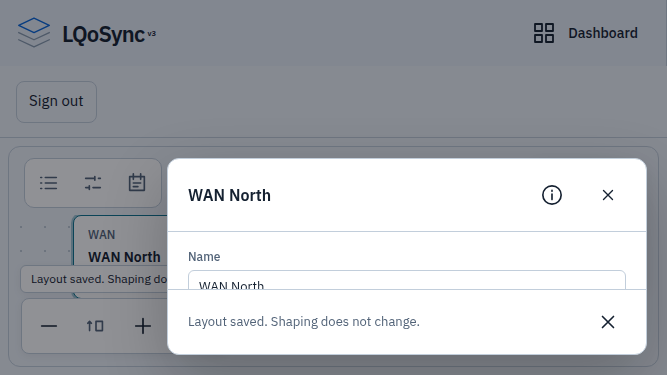 LQoSync v3
Dashboard
Sign out
WAN
WAN North
Layout saved. Shaping do
WAN North
Name
WAN North
Layout saved. Shaping does not change.